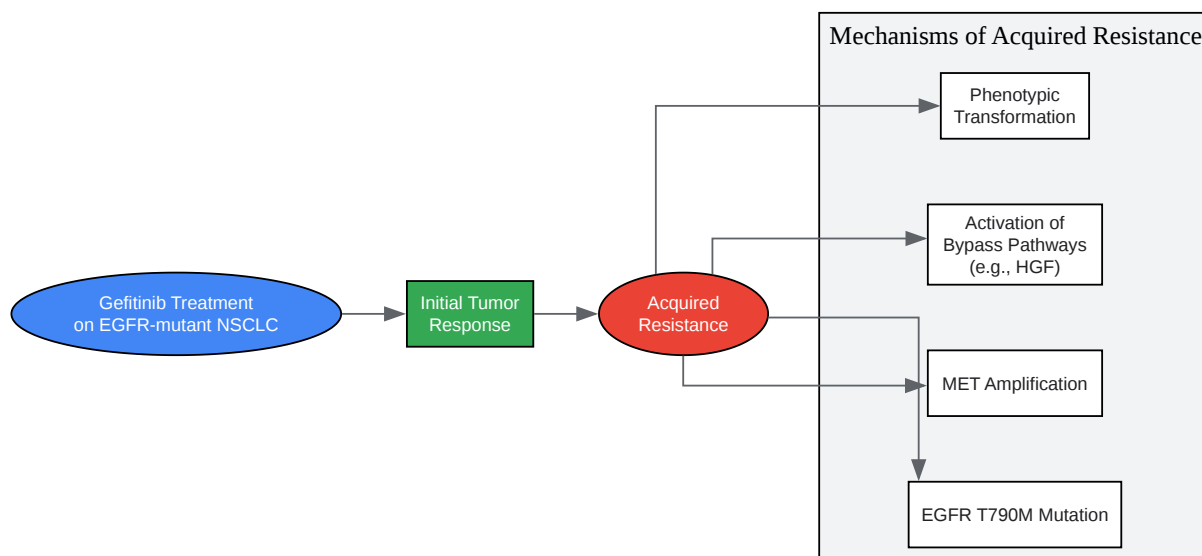 Mechanisms of Acquired Resistance
Phenotypic
Transformation
Activation of
Bypass Pathways
(e.g., HGF)
Gefitinib Treatment
on EGFR-mutant NSCLC
Initial Tumor
Response
Acquired
Resistance
MET Amplification
EGFR T790M Mutation